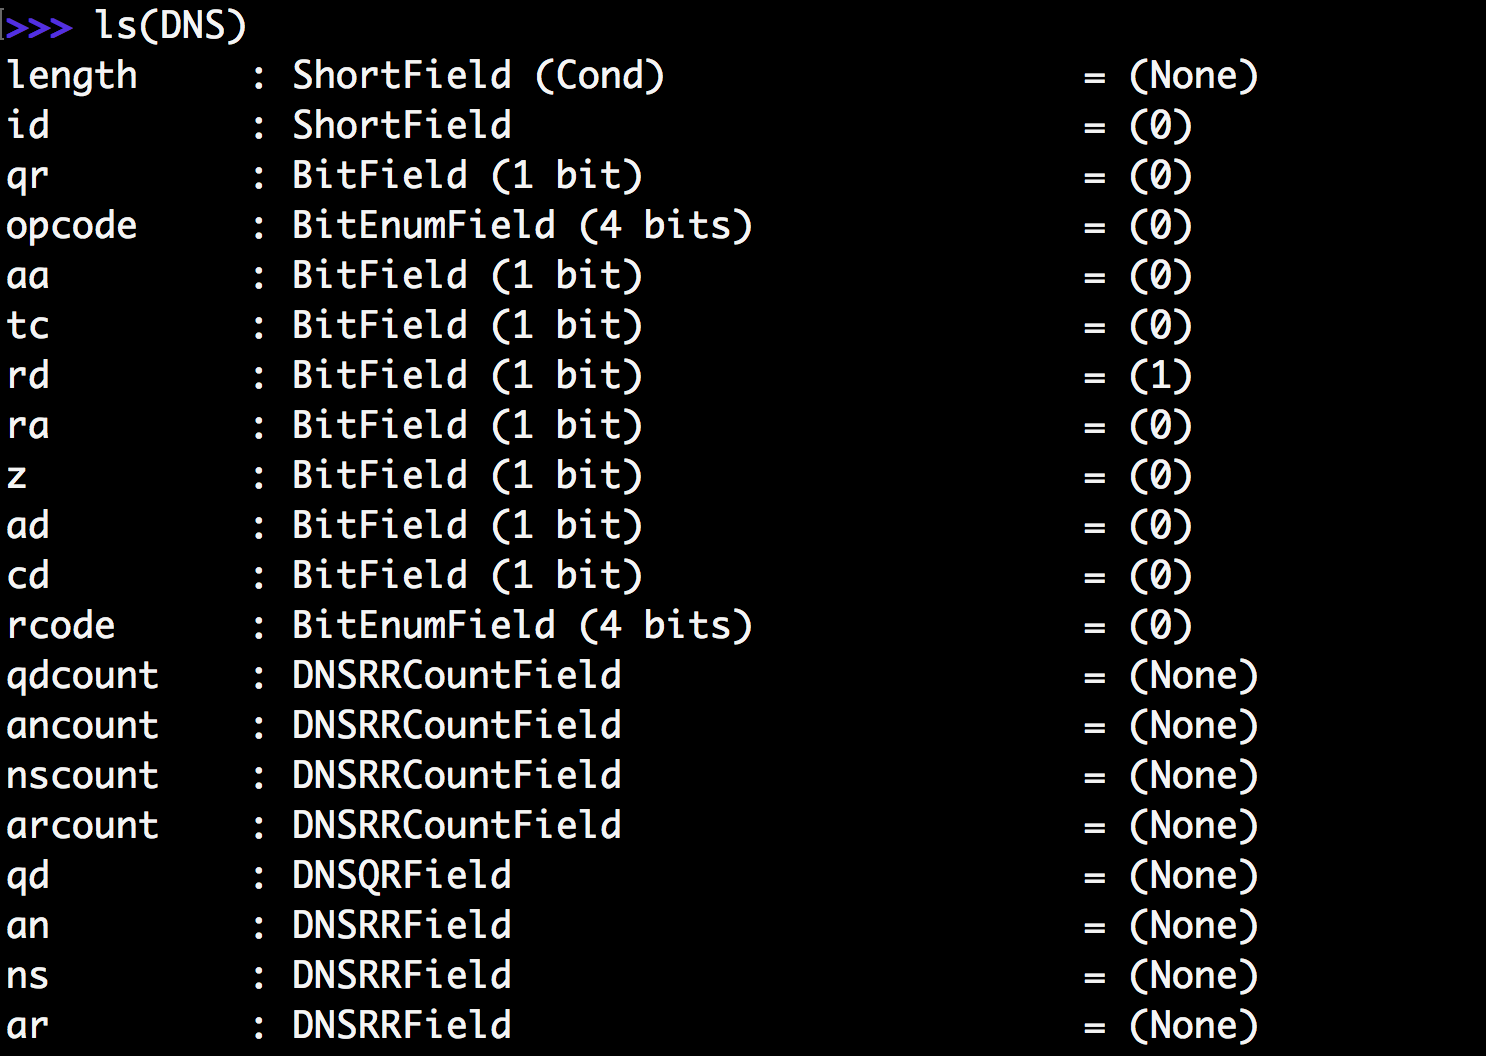 >>> ls(DNS)
length     : ShortField (Cond)                   = (None)
id         : ShortField                          = (0)
qr         : BitField (1 bit)                    = (0)
opcode     : BitEnumField (4 bits)               = (0)
aa         : BitField (1 bit)                    = (0)
tc         : BitField (1 bit)                    = (0)
rd         : BitField (1 bit)                    = (1)
ra         : BitField (1 bit)                    = (0)
z          : BitField (1 bit)                    = (0)
ad         : BitField (1 bit)                    = (0)
cd         : BitField (1 bit)                    = (0)
rcode      : BitEnumField (4 bits)               = (0)
qdcount    : DNSRRCountField                     = (None)
ancount    : DNSRRCountField                     = (None)
nscount    : DNSRRCountField                     = (None)
arcount    : DNSRRCountField                     = (None)
qd         : DNSQRField                          = (None)
an         : DNSRRField                          = (None)
ns         : DNSRRField                          = (None)
ar         : DNSRRField                          = (None)